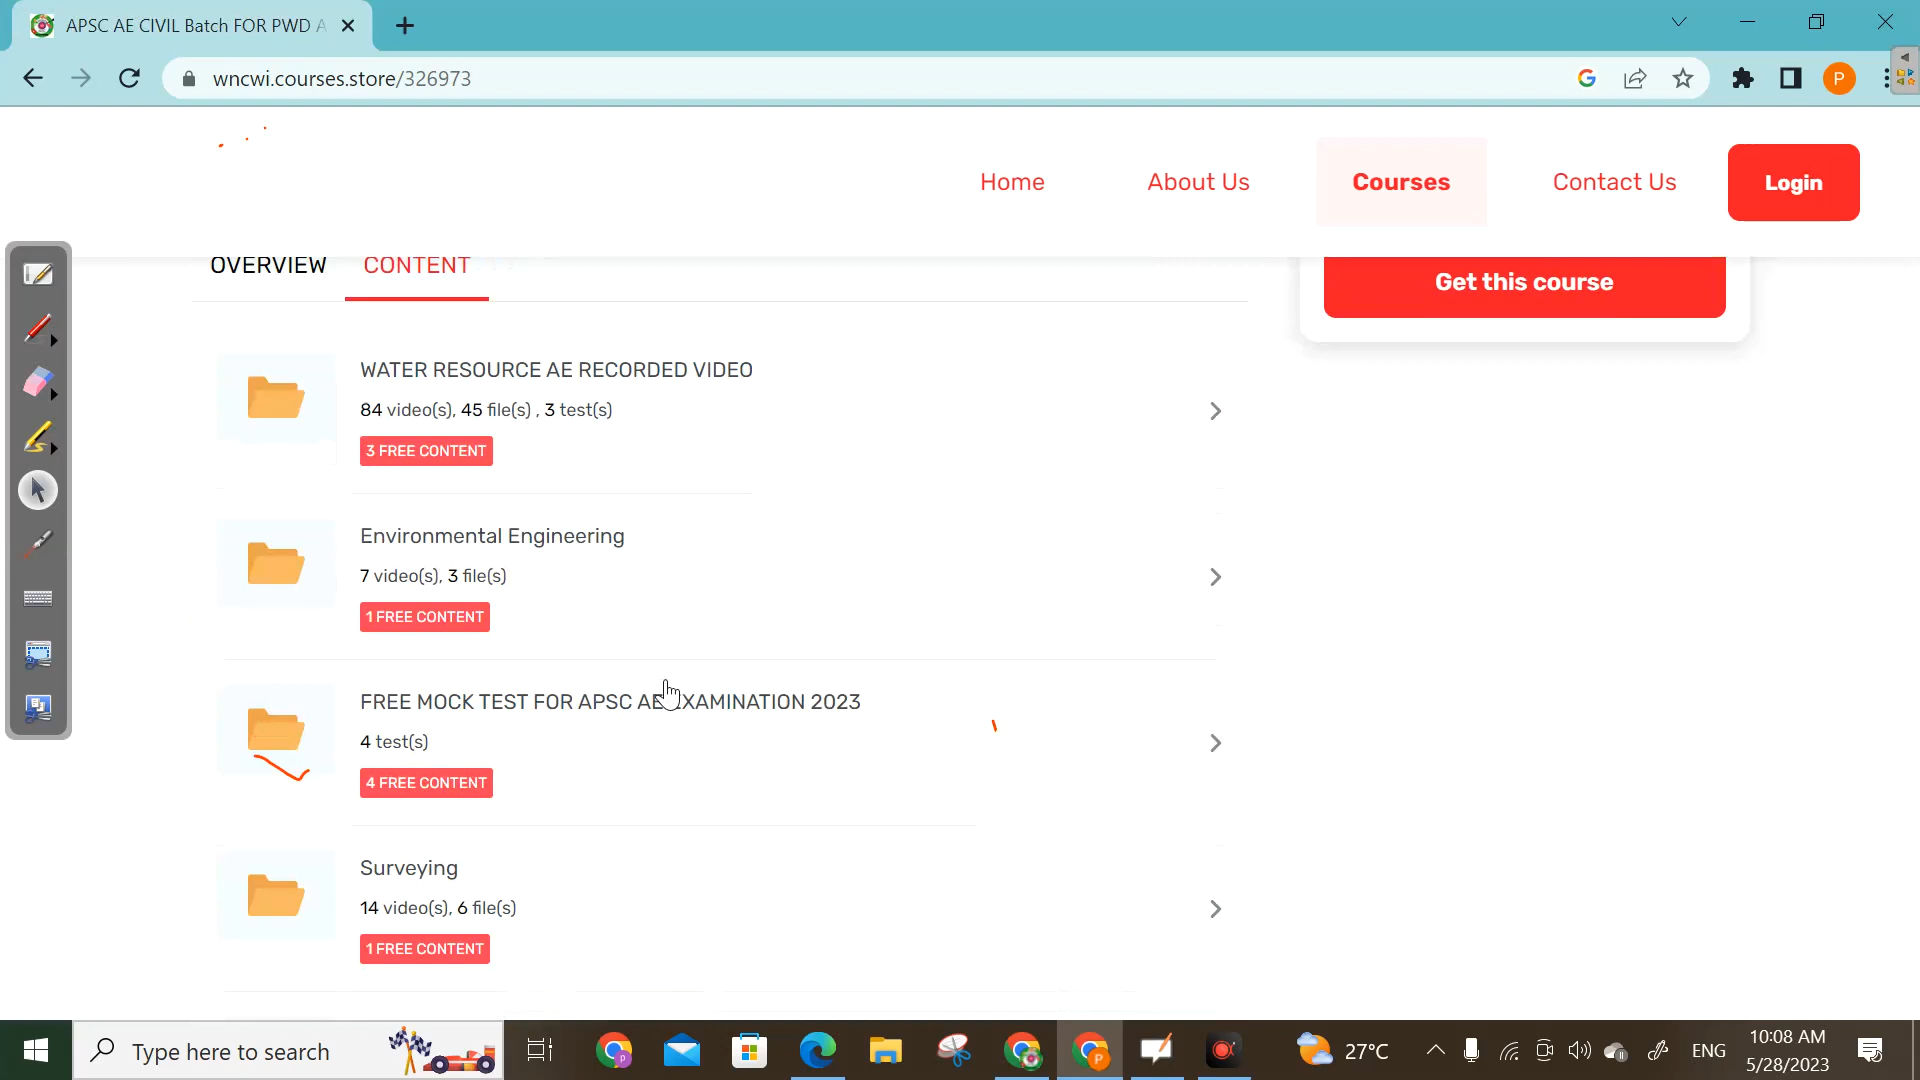 APSC AE CIVIL Batch FOR PWD A
wncwi.courses.store/326973
P
Home
About Us
Courses
Contact Us
Login
OVERVIEW
CONTENT
Get this course
WATER RESOURCE AE RECORDED VIDEO
84 video(s), 45 file(s) , 3 test(s)
3 FREE CONTENT
Environmental Engineering
7 video(s), 3 file(s)
1 FREE CONTENT
FREE MOCK TEST FOR APSC AE EXAMINATION 2023
4 test(s)
4 FREE CONTENT
Surveying
14 video(s), 6 file(s)
1 FREE CONTENT
Type here to search
27°C
ENG
10:08 AM
5/28/2023